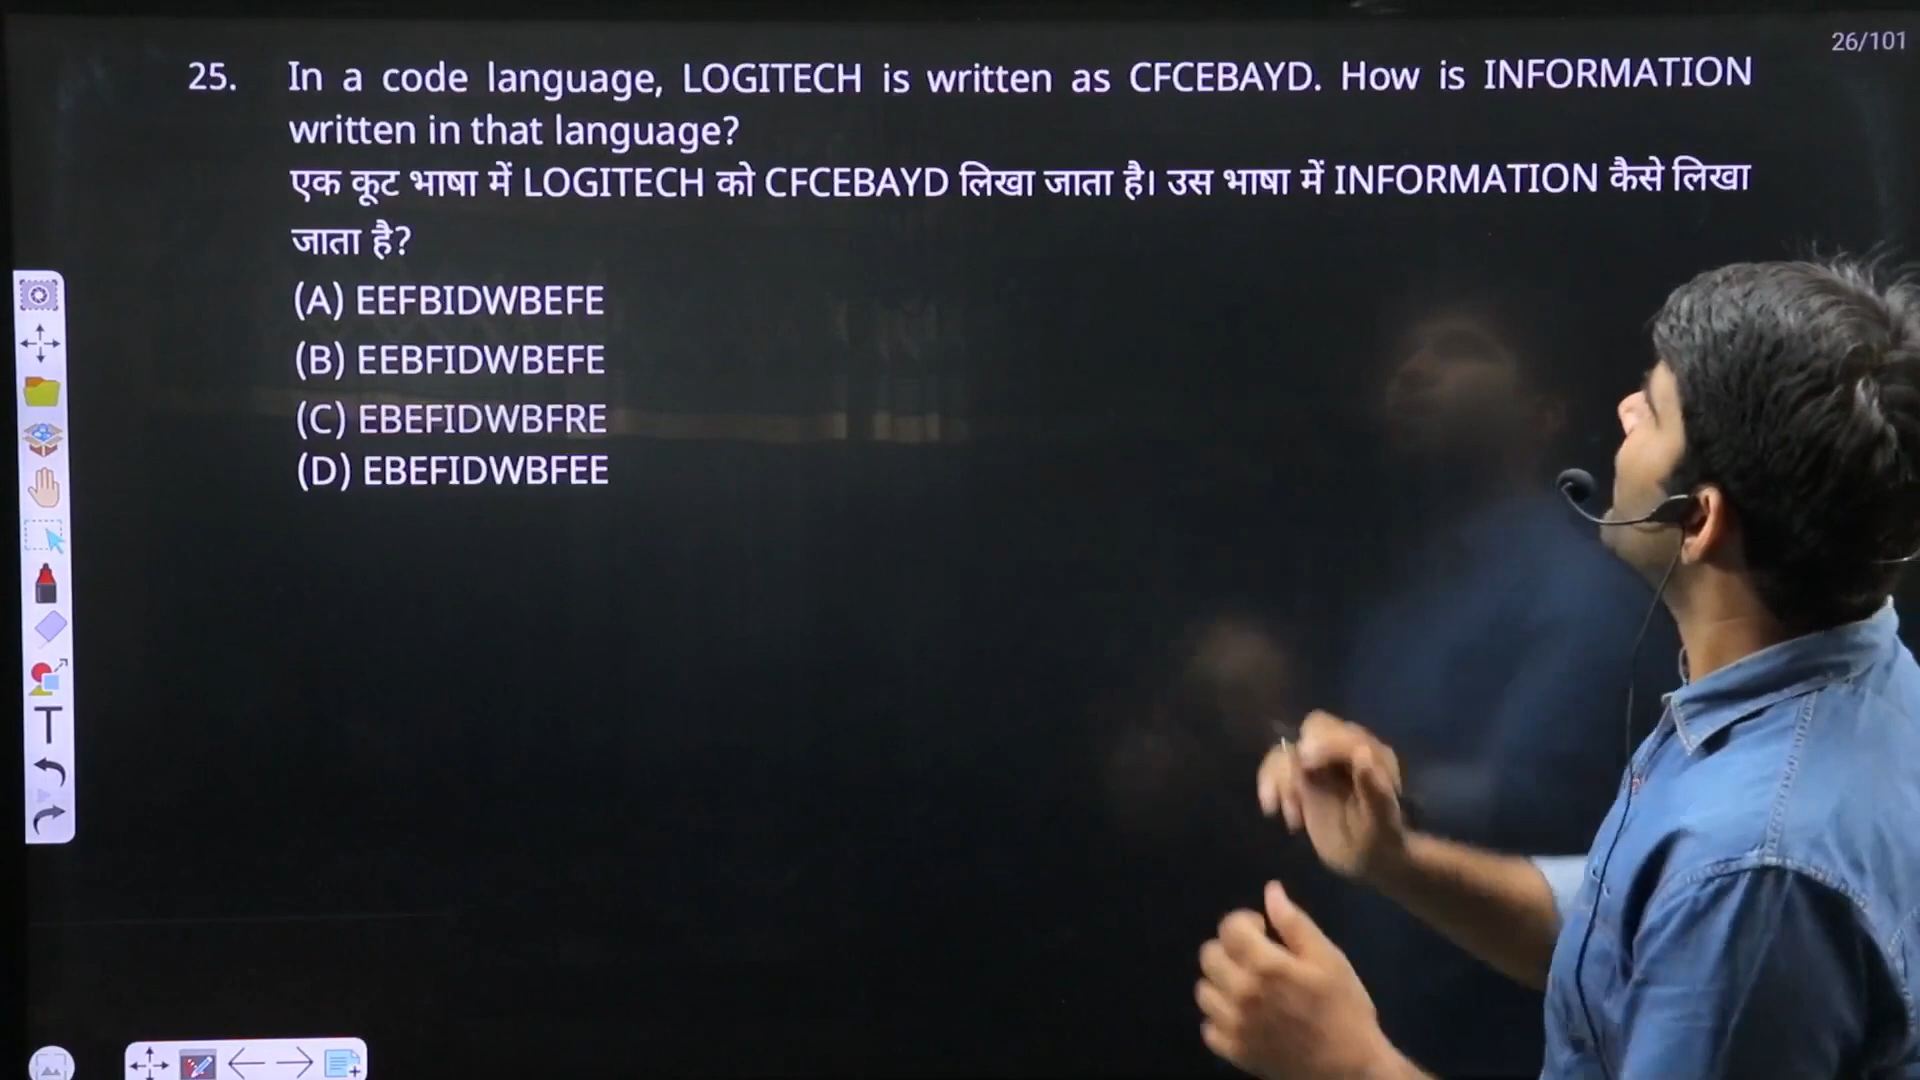 26/101
25. In a code language, LOGITECH is written as CFCEBAYD. How is INFORMATION
written in that language?
एक कूट भाषा में LOGITECH को CFCEBAYD लिखा जाता है। उस भाषा में INFORMATION कैसे लिखा
जाता है?
(A) EEFBIDWBEFE
(B) EEBFIDWBEFE
(C) EBEFIDWBFRE
(D) EBEFIDWBFEE
T